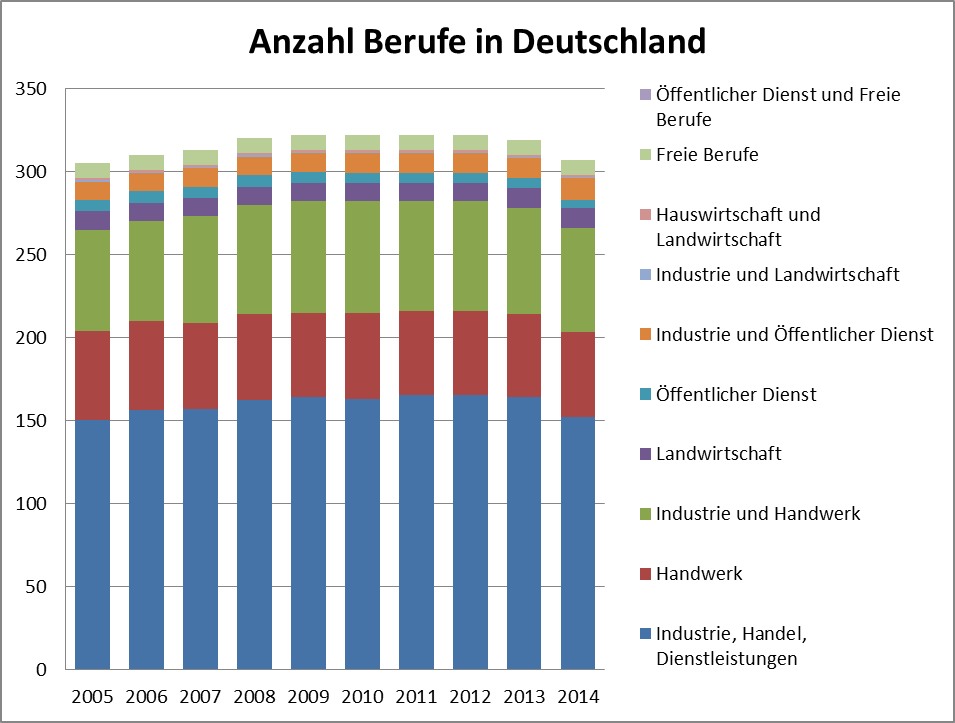 Anzahl Berufe in Deutschland
350
300
250
200
150
100
50
0
2005 2006 2007 2008 2009 2010 2011 2012 2013 2014
Öffentlicher Dienst und Freie
Berufe
Freie Berufe
Hauswirtschaft und
Landwirtschaft
Industrie und Landwirtschaft
Industrie und Öffentlicher Dienst
Öffentlicher Dienst
Landwirtschaft
Industrie und Handwerk
Handwerk
Industrie, Handel,
Dienstleistungen